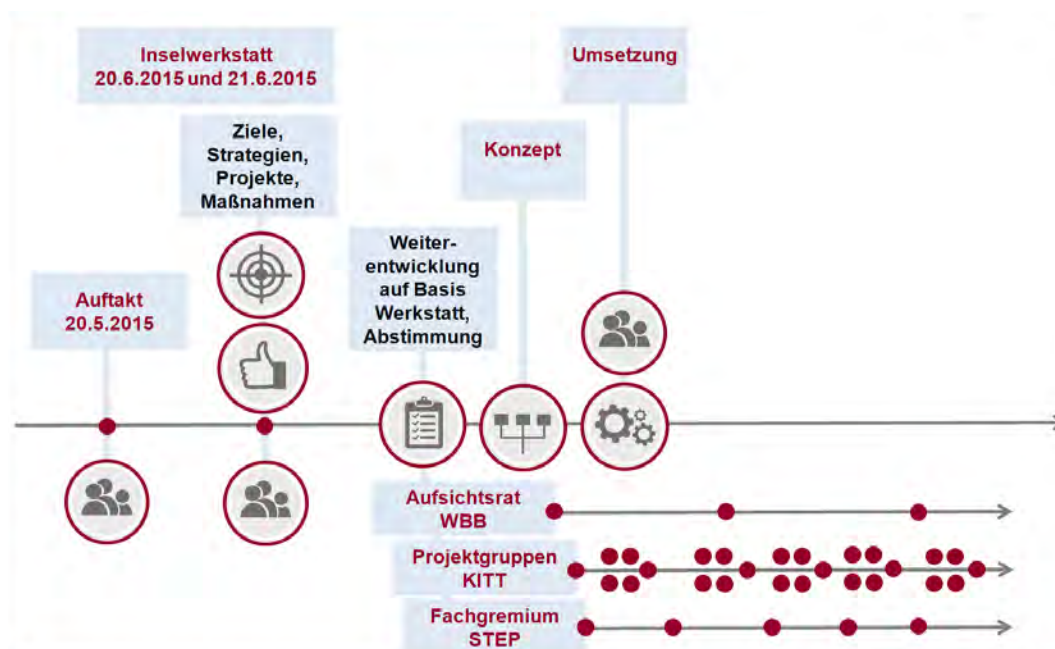 Inselwerkstatt
20.6.2015 und 21.6.2015
Umsetzung
Ziele,
Strategien,
Projekte,
Maßnahmen
Konzept
Weiter-
entwicklung
auf Basis
Werkstatt,
Abstimmung
Auftakt
20.5.2015
Aufsichtsrat
WBB
Projektgruppen
KITT
Fachgremium
STEP